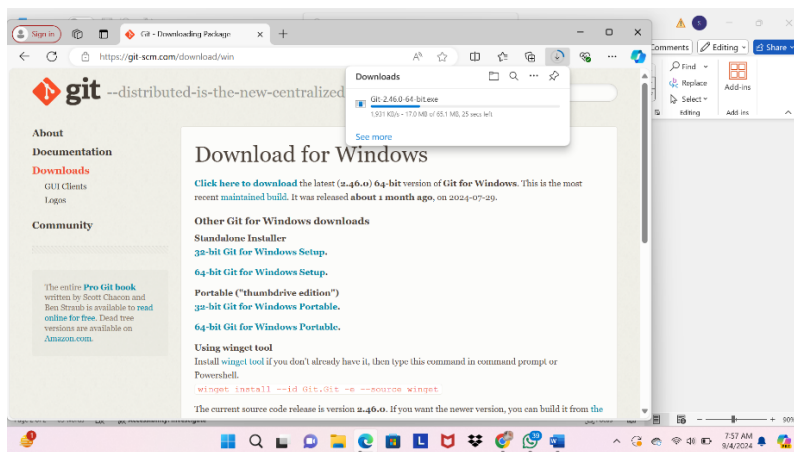 Sign in
Git - Downloading Package
https://git-scm.com/download/win
git --distributed-is-the-new-centralized
Downloads
Git-2.46.0-64-bit.exe
1,931 KB/s - 17.0 MB of 65.1 MB, 25 secs left
See more
About
Documentation
Downloads
GUI Clients
Logos
Community
The entire Pro Git book
written by Scott Chacon and
Ben Straub is available to read
online for free. Dead tree
versions are available on
Amazon.com.
Download for Windows
Click here to download the latest (2.46.0) 64-bit version of Git for Windows. This is the most
recent maintained build. It was released about 1 month ago, on 2024-07-29.
Other Git for Windows downloads
Standalone Installer
32-bit Git for Windows Setup.
64-bit Git for Windows Setup.
Portable ("thumbdrive edition")
32-bit Git for Windows Portable.
64-bit Git for Windows Portable.
Using winget tool
Install winget tool if you don't already have it, then type this command in command prompt or
Powershell.
winget install --id Git.Git -e --source winget
The current source code release is version 2.46.0. If you want the newer version, you can build it from the
Comments
Editing
Share
Find
Replace
Select
Editing
Add-ins
Add ins
90%
39
7:57 AM
9/4/2024